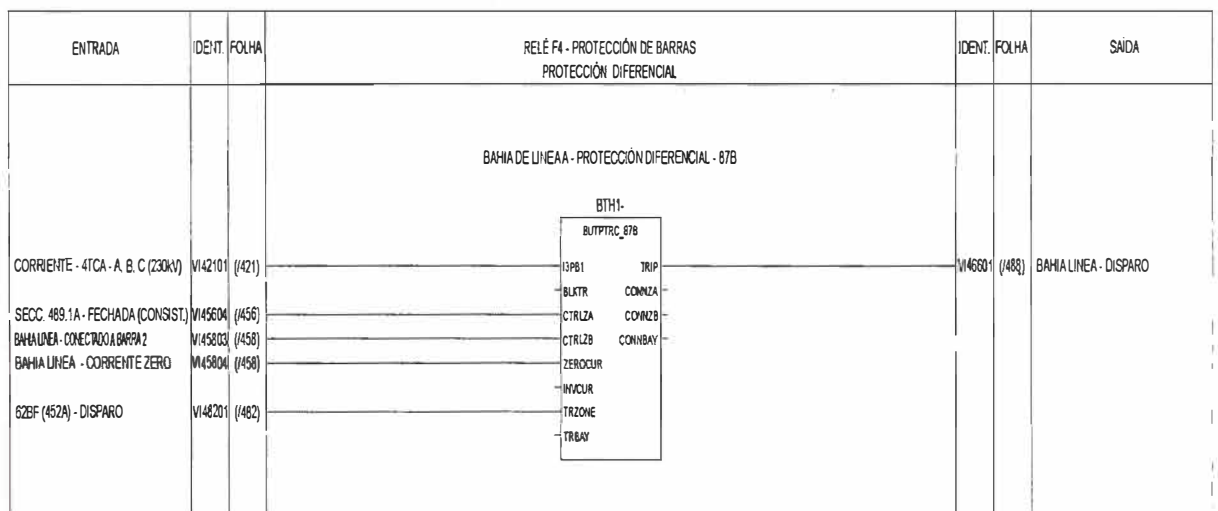 ENTRADA IDENT. FOLHA RELÉ F4 - PROTECCIÓN DE BARRAS IDENT. FOLHA SAÍDA
PROTECCIÓN DIFERENCIAL
BAHIA DE LINEA A - PROTECCIÓN DIFERENCIAL - 87B
BTH1-
BUTPTRC_87B
CORRIENTE - 4TCA - A, B, C (230kV) VI42101 (/421) I3PB1 TRIP VI46601 (/488) BAHIA LINEA - DISPARO
BLKTR CONNZA
SECC. 489.1A - FECHADA (CONSIST.) VI45604 (/456) CTRLZA CONNZB
BAHIA LINEA - CONECTADO A BARRA 2 VI45803 (/458) CTRLZB CONNBAY
BAHIA LINEA - CORRENTE ZERO VI45804 (/458) ZEROCUR
INVCUR
62BF (452A) - DISPARO VI48201 (/482) TRZONE
TRBAY